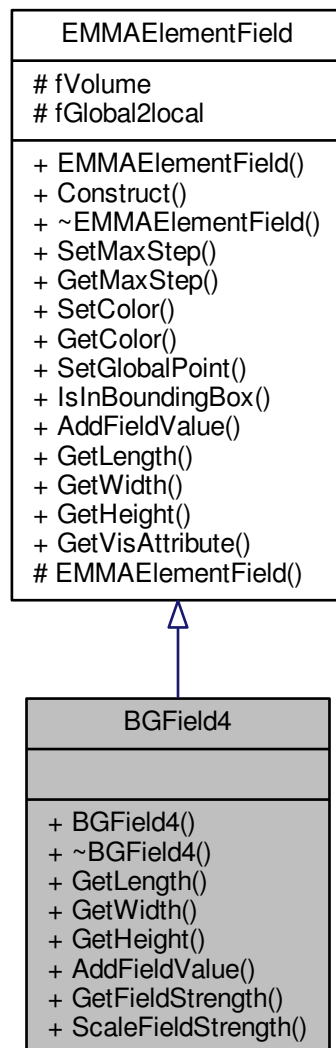 EMMAElementField
# fVolume
# fGlobal2local
+ EMMAElementField()
+ Construct()
+ ~EMMAElementField()
+ SetMaxStep()
+ GetMaxStep()
+ SetColor()
+ GetColor()
+ SetGlobalPoint()
+ IsInBoundingBox()
+ AddFieldValue()
+ GetLength()
+ GetWidth()
+ GetHeight()
+ GetVisAttribute()
# EMMAElementField()
BGField4
+ BGField4()
+ ~BGField4()
+ GetLength()
+ GetWidth()
+ GetHeight()
+ AddFieldValue()
+ GetFieldStrength()
+ ScaleFieldStrength()